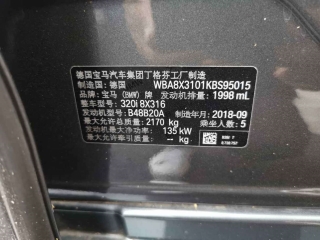 德国宝马汽车集团丁格芬工厂制造
制造国: 德国 WBA8X3101KBS95015
品牌: 宝马 (BMW) 牌 发动机排量: 1998 mL
整车型号: 320i 8X316
发动机型号: B48B20A 制造年月: 2018-09
最大允许总质量: 2170 kg 乘坐人数: 5
发动机最大净功率: 135 kW
最大允许牵引质量: -- kg